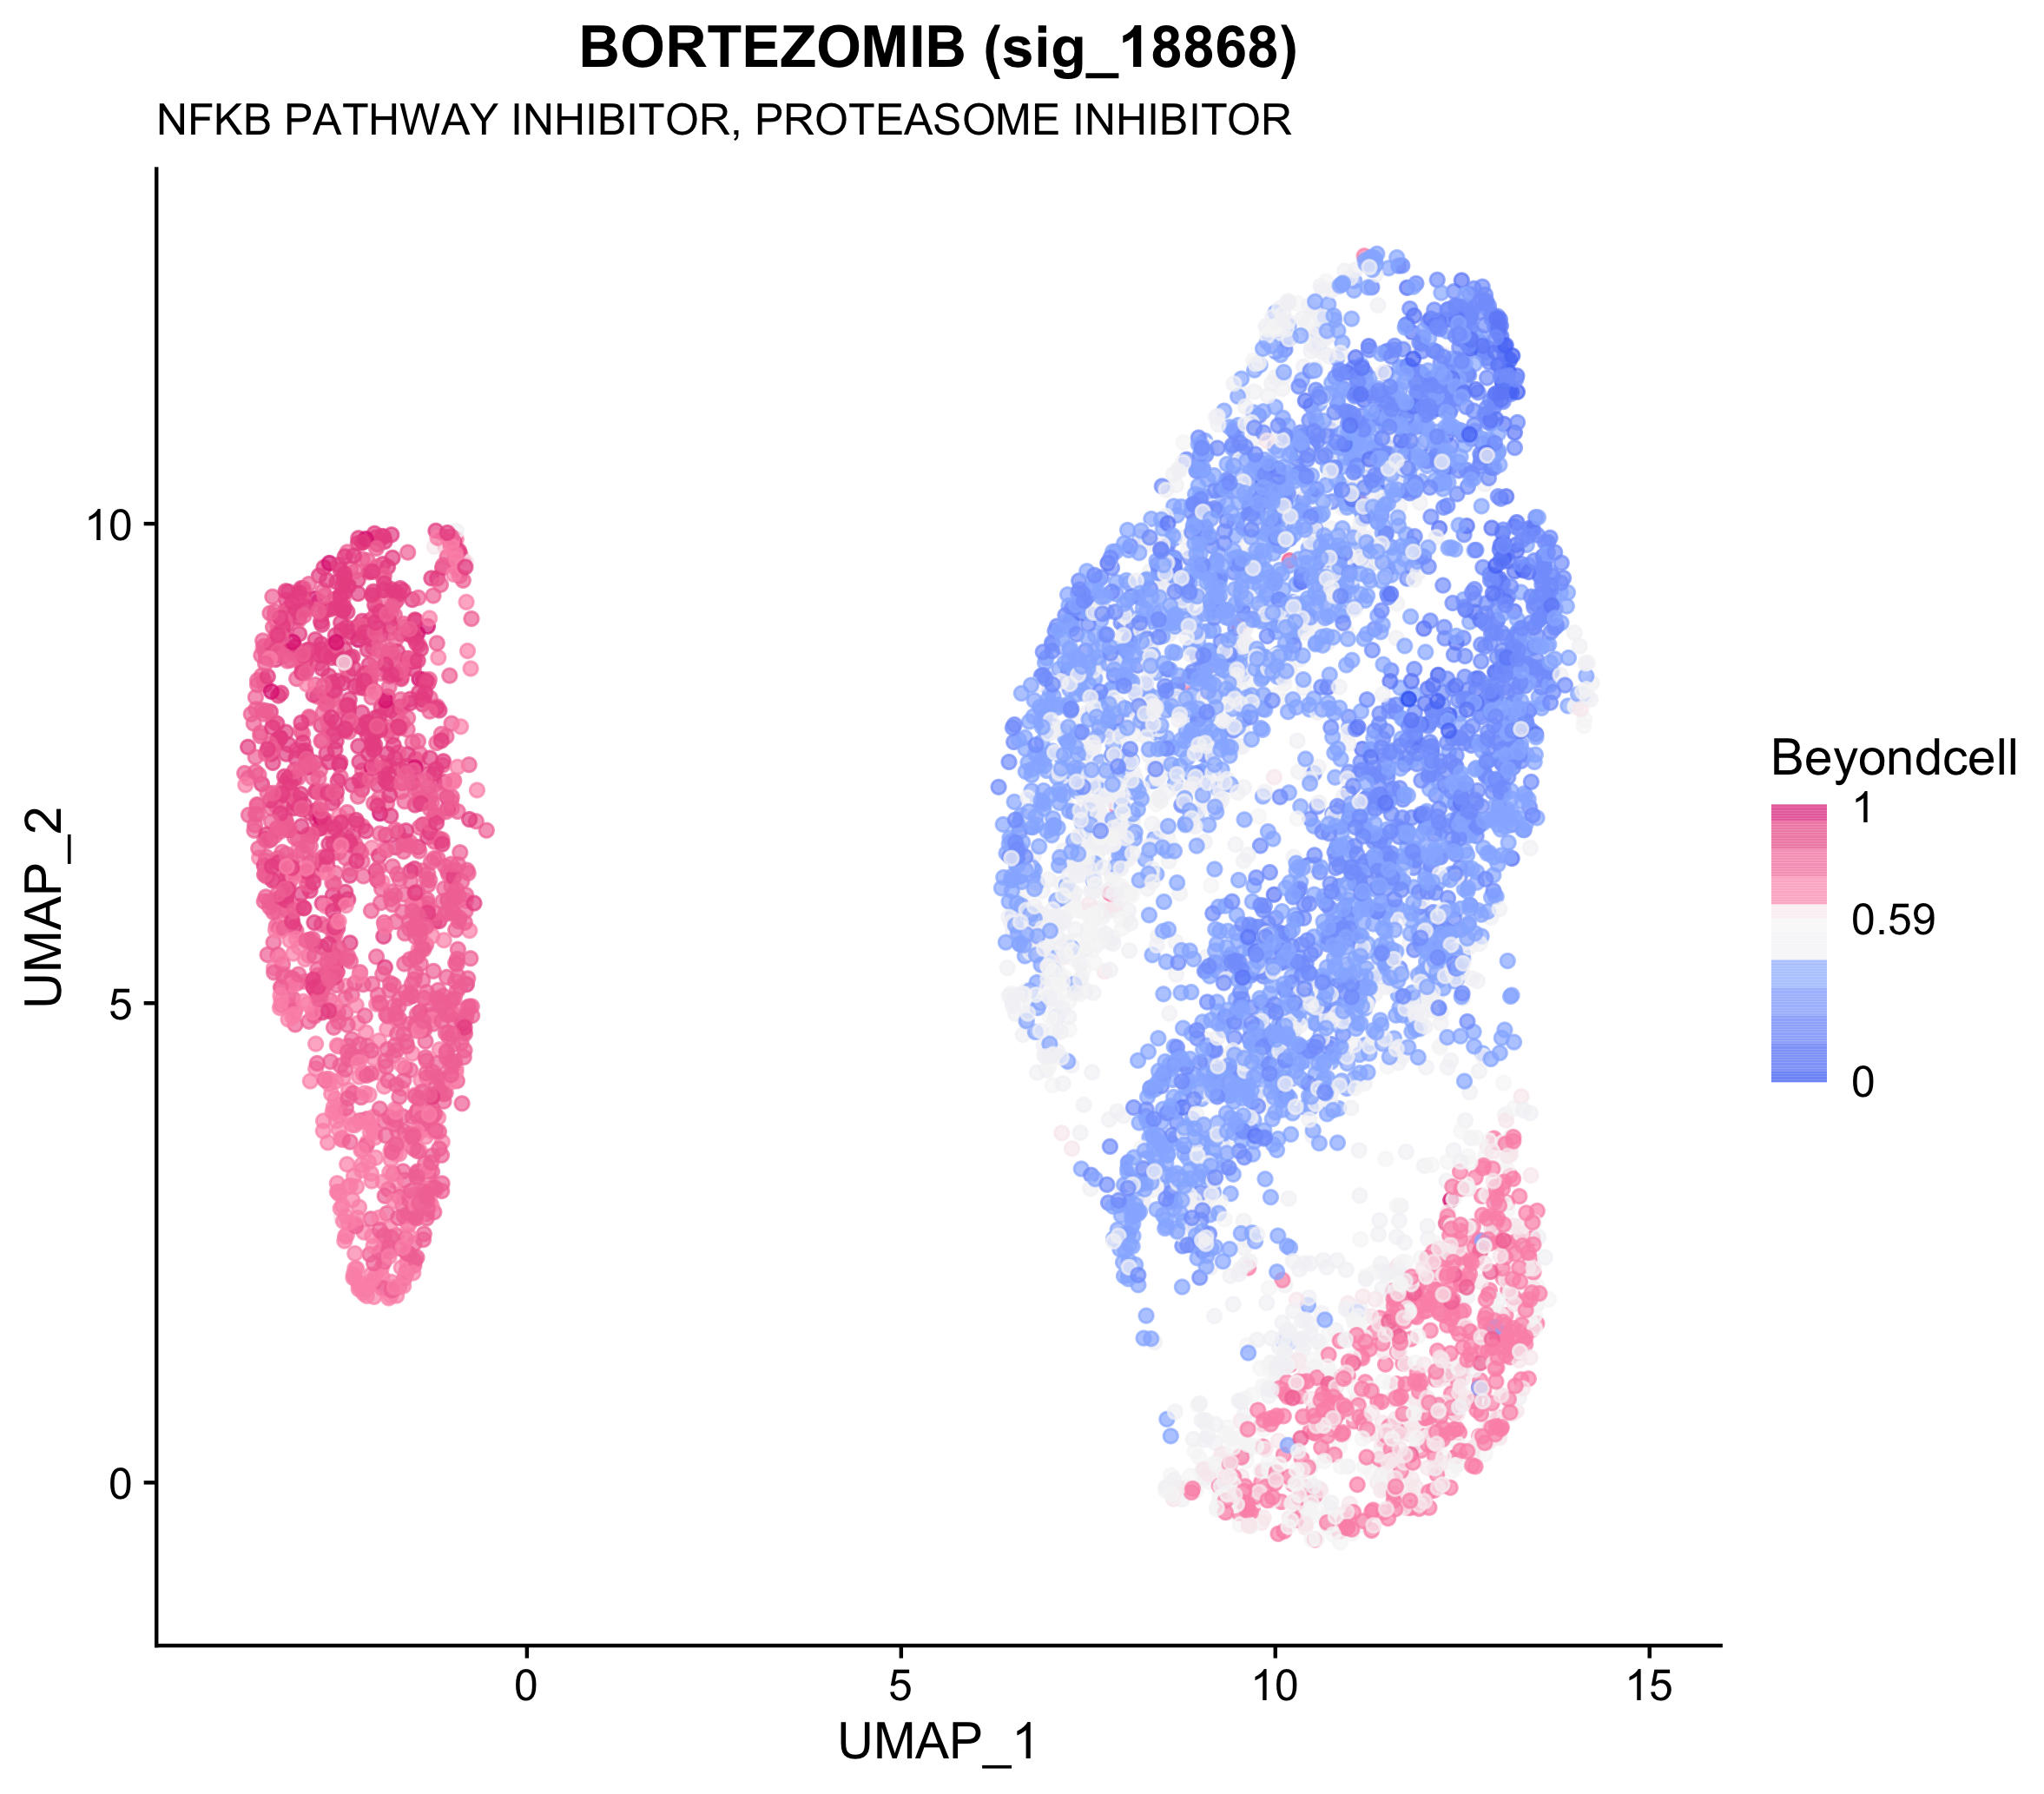 BORTEZOMIB (sig_18868)
NFKB PATHWAY INHIBITOR, PROTEASOME INHIBITOR
10
5
0
UMAP_2
0
5
10
15
UMAP_1
Beyondcell
1
0.59
0